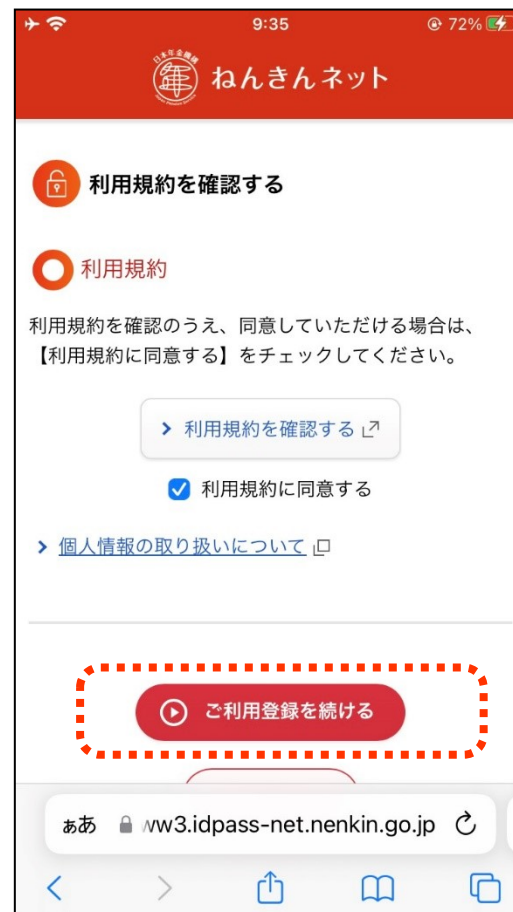 9:35
72%
日本年金機構
年
ねんきんネット
利用規約を確認する
利用規約
利用規約を確認のうえ、同意していただける場合は、
【利用規約に同意する】をチェックしてください。
利用規約を確認する
利用規約に同意する
個人情報の取り扱いについて
ご利用登録を続ける
ぁあ
ww3.idpass-net.nenkin.go.jp